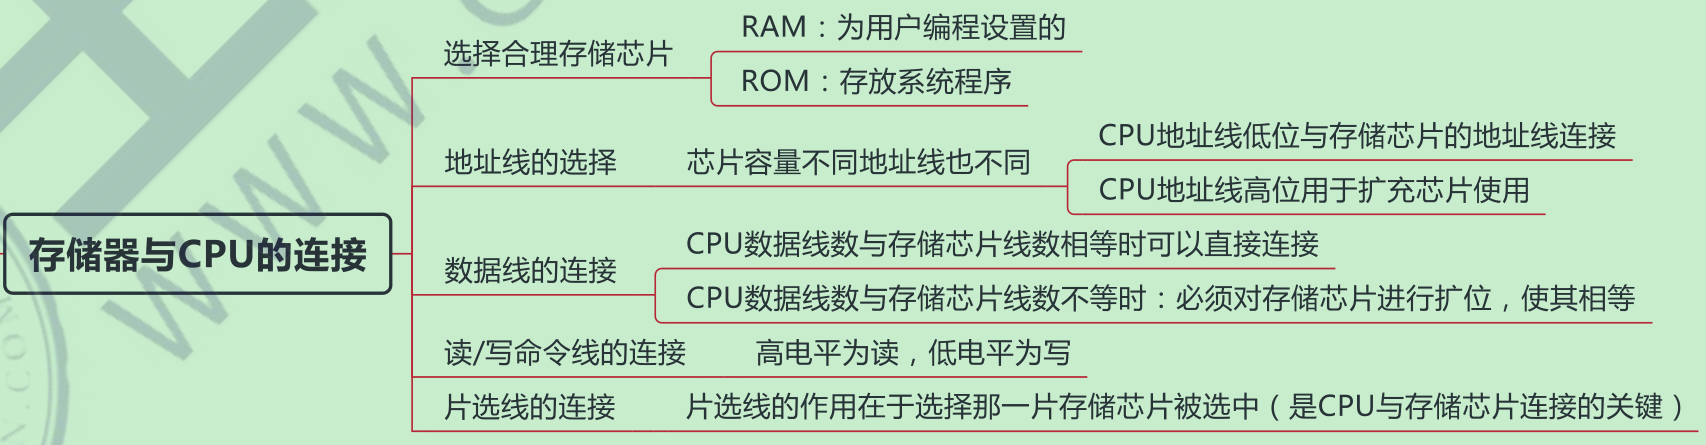 选择合理存储芯片
RAM：为用户编程设置的
ROM：存放系统程序
地址线的选择
芯片容量不同地址线也不同
CPU地址线低位与存储芯片的地址线连接
CPU地址线高位用于扩充芯片使用
存储器与CPU的连接
数据线的连接
CPU数据线数与存储芯片线数相等时可以直接连接
CPU数据线数与存储芯片线数不等时：必须对存储芯片进行扩位，使其相等
读/写命令线的连接
高电平为读，低电平为写
片选线的连接
片选线的作用在于选择那一片存储芯片被选中（是CPU与存储芯片连接的关键）
WWW.